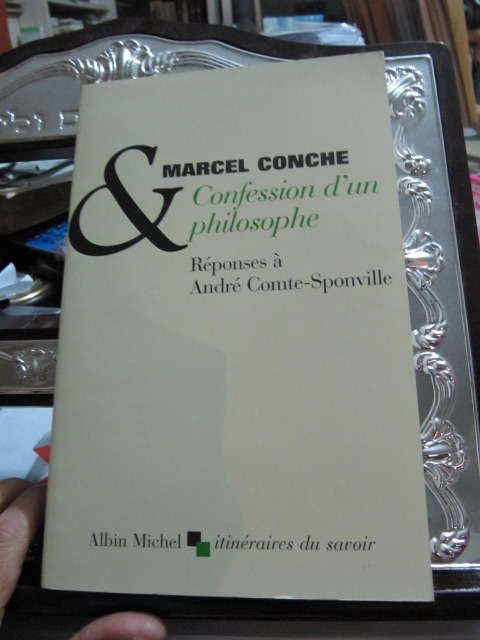 &
MARCEL CONCHE
Confession d'un
philosophe
Réponses à
André Comte-Sponville
Albin Michel itinéraires du savoir